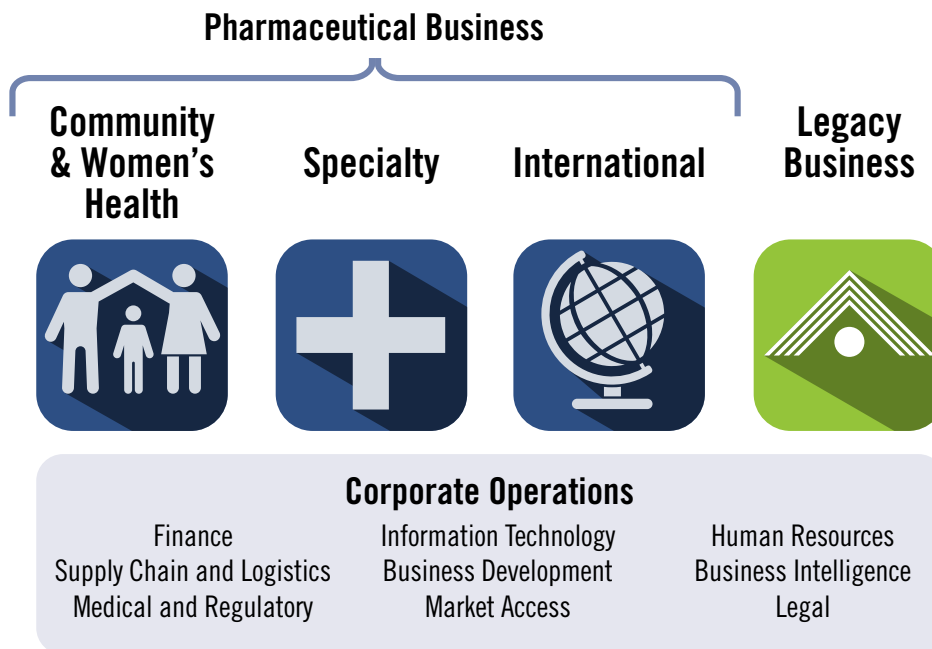 Pharmaceutical Business
Community
& Women's
Health
Specialty
International
Legacy
Business
Corporate Operations
Finance
Supply Chain and Logistics
Medical and Regulatory
Information Technology
Business Development
Market Access
Human Resources
Business Intelligence
Legal